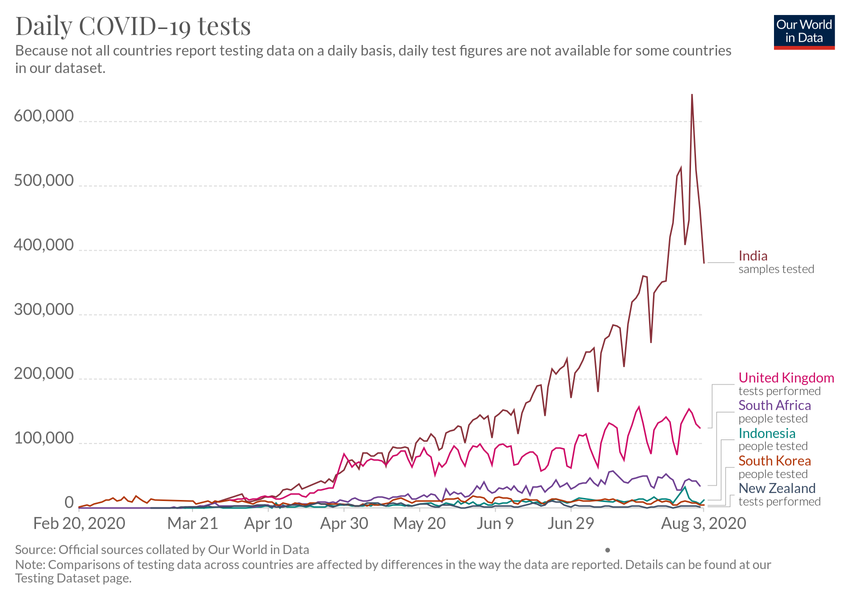 Daily COVID-19 tests
Our World
in Data
Because not all countries report testing data on a daily basis, daily test figures are not available for some countries
in our dataset.
600,000
500,000
400,000
300,000
200,000
100,000
0
India
samples tested
United Kingdom
tests performed
South Africa
people tested
Indonesia
people tested
South Korea
people tested
New Zealand
tests performed
Feb 20, 2020
Mar 21
Apr 10
Apr 30
May 20
Jun 9
Jun 29
Aug 3, 2020
Source: Official sources collated by Our World in Data
Note: Comparisons of testing data across countries are affected by differences in the way the data are reported. Details can be found at our
Testing Dataset page.